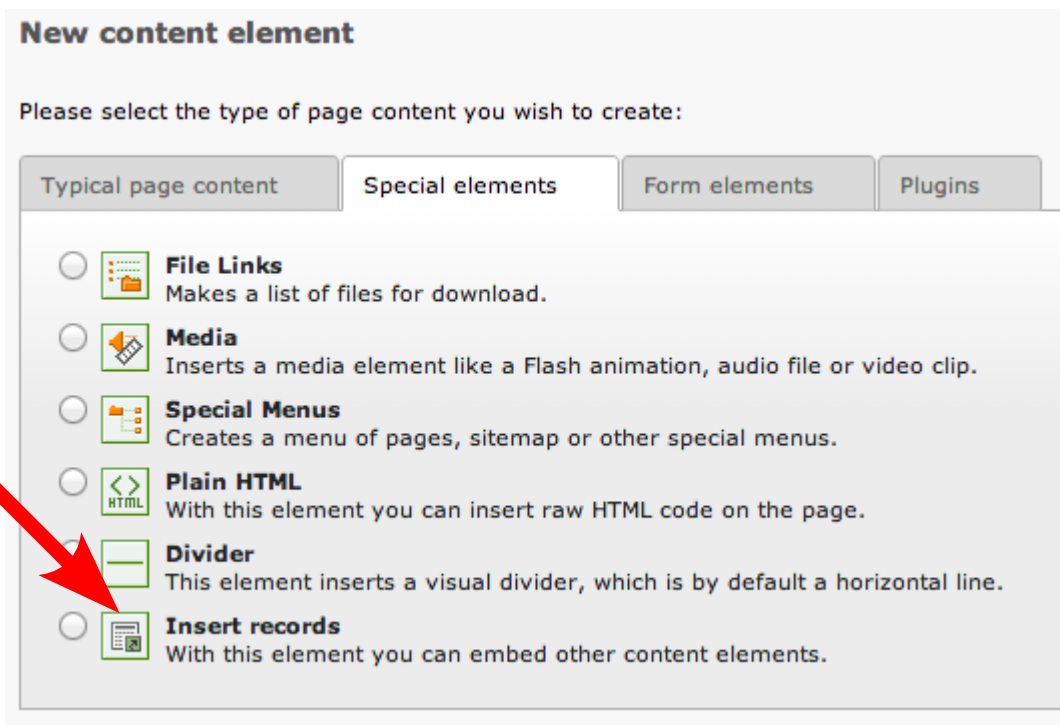 New content element
Please select the type of page content you wish to create:
Typical page content Special elements Form elements Plugins
File Links
Makes a list of files for download.
Media
Inserts a media element like a Flash animation, audio file or video clip.
Special Menus
Creates a menu of pages, sitemap or other special menus.
<> HTML
Plain HTML
With this element you can insert raw HTML code on the page.
Divider
This element inserts a visual divider, which is by default a horizontal line.
Insert records
With this element you can embed other content elements.